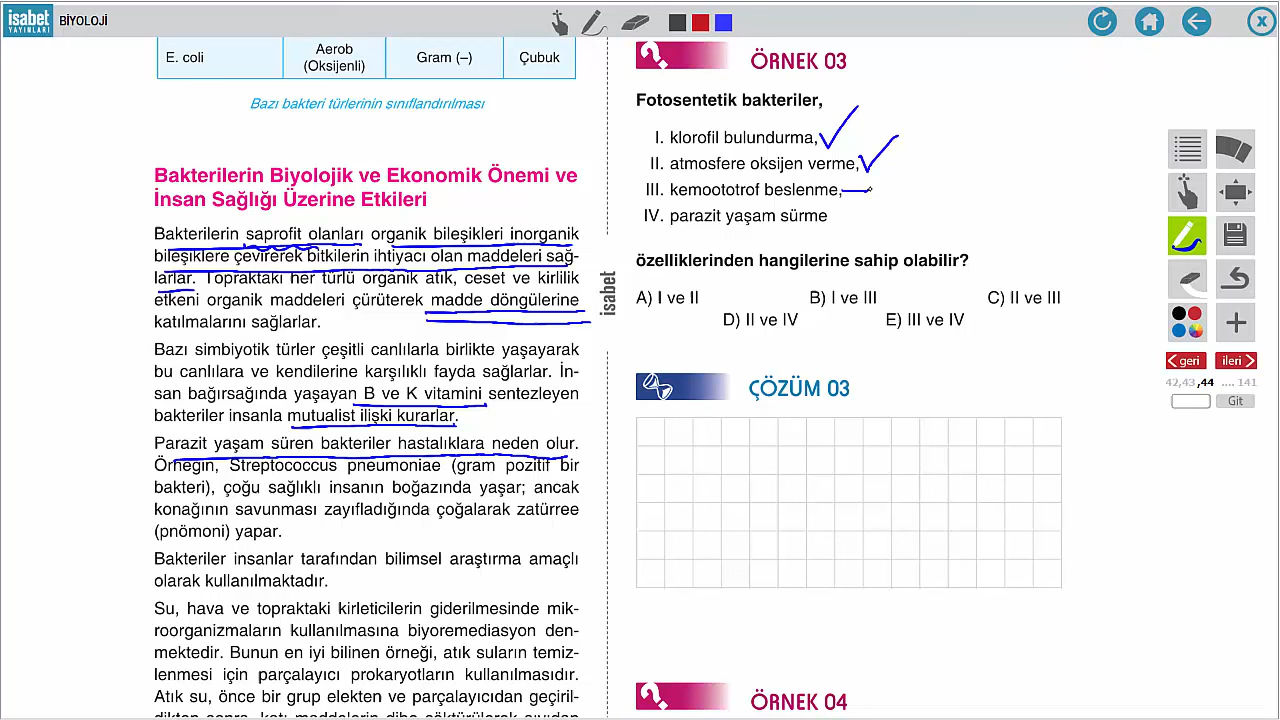 isabet
YAYINLARI
BİYOLOJİ
E. coli
Aerob
(Oksijenli)
Gram (–)
Çubuk
Bazı bakteri türlerinin sınıflandırılması
Bakterilerin Biyolojik ve Ekonomik Önemi ve
İnsan Sağlığı Üzerine Etkileri
Bakterilerin saprofit olanları organik bileşikleri inorganik
bileşiklere çevirerek bitkilerin ihtiyacı olan maddeleri sağ-
larlar. Topraktaki her türlü organik atık, ceset ve kirlilik
etkeni organik maddeleri çürüterek madde döngülerine
katılmalarını sağlarlar.
Bazı simbiyotik türler çeşitli canlılarla birlikte yaşayarak
bu canlılara ve kendilerine karşılıklı fayda sağlarlar. İn-
san bağırsağında yaşayan B ve K vitamini sentezleyen
bakteriler insanla mutualist ilişki kurarlar.
Parazit yaşam süren bakteriler hastalıklara neden olur.
Örneğin, Streptococcus pneumoniae (gram pozitif bir
bakteri), çoğu sağlıklı insanın boğazında yaşar; ancak
konağının savunması zayıfladığında çoğalarak zatürree
(pnömoni) yapar.
Bakteriler insanlar tarafından bilimsel araştırma amaçlı
olarak kullanılmaktadır.
Su, hava ve topraktaki kirleticilerin giderilmesinde mik-
roorganizmaların kullanılmasına biyoremediasyon den-
mektedir. Bunun en iyi bilinen örneği, atık suların temiz-
lenmesi için parçalayıcı prokaryotların kullanılmasıdır.
Atık su, önce bir grup elekten ve parçalayıcıdan geçiril-
dikten sonra, katı maddelerin dibe çöktürülerek sıvıdan
isabet
ÖRNEK 03
Fotosentetik bakteriler,
I. klorofil bulundurma,
II. atmosfere oksijen verme,
III. kemoototrof beslenme,
IV. parazit yaşam sürme
özelliklerinden hangilerine sahip olabilir?
A) I ve II
B) I ve III
C) II ve III
D) II ve IV
E) III ve IV
ÇÖZÜM 03
ÖRNEK 04
geri
ileri
42,43,44 .... 141
Git